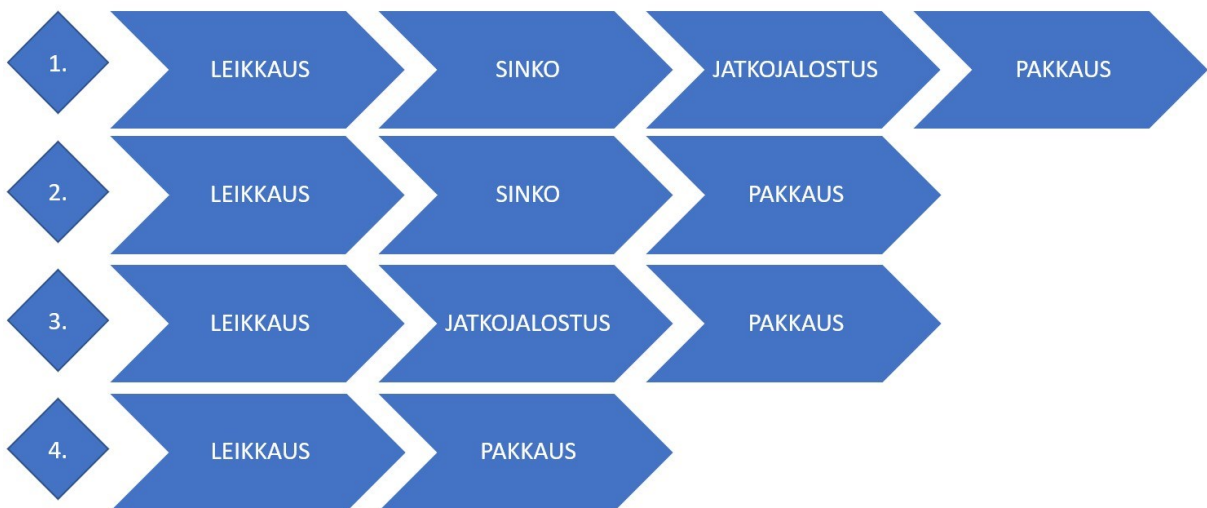 1. LEIKKAUS SINKO JATKOJALOSTUS PAKKAUS
2. LEIKKAUS SINKO PAKKAUS
3. LEIKKAUS JATKOJALOSTUS PAKKAUS
4. LEIKKAUS PAKKAUS